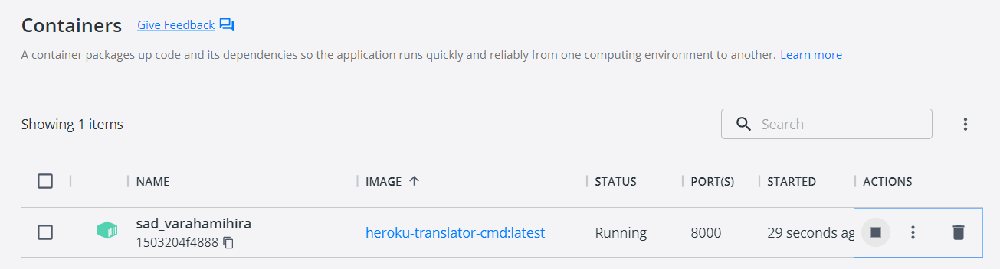 Containers Give Feedback
A container packages up code and its dependencies so the application runs quickly and reliably from one computing environment to another. Learn more
Showing 1 items Search
NAME IMAGE STATUS PORT(S) STARTED ACTIONS
sad_varahamihira heroku-translator-cmd:latest Running 8000 29 seconds ag
1503204f4888